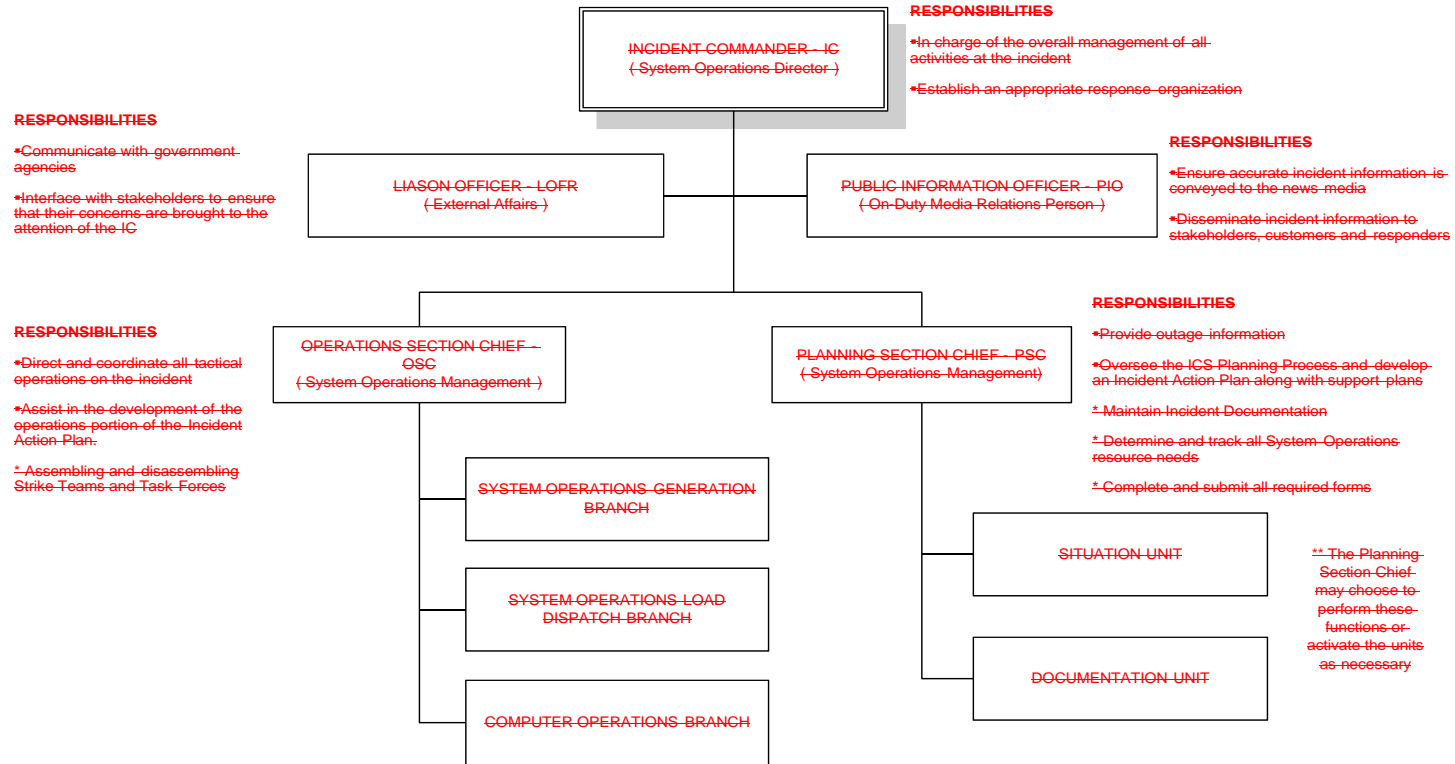 INCIDENT COMMANDER - IC
( System Operations Director )
RESPONSIBILITIES
*In charge of the overall management of all
activities at the incident
*Establish an appropriate response organization
RESPONSIBILITIES
*Communicate with government
agencies
*Interface with stakeholders to ensure
that their concerns are brought to the
attention of the IC
LIASON OFFICER - LOFR
( External Affairs )
PUBLIC INFORMATION OFFICER - PIO
( On-Duty Media Relations Person )
RESPONSIBILITIES
*Ensure accurate incident information is
conveyed to the news media
*Disseminate incident information to
stakeholders, customers and responders
RESPONSIBILITIES
*Direct and coordinate all tactical
operations on the incident
*Assist in the development of the
operations portion of the Incident
Action Plan.
* Assembling and disassembling
Strike Teams and Task Forces
OPERATIONS SECTION CHIEF -
OSC
( System Operations Management )
PLANNING SECTION CHIEF - PSC
( System Operations Management)
RESPONSIBILITIES
*Provide outage information
*Oversee the ICS Planning Process and develop
an Incident Action Plan along with support plans
* Maintain Incident Documentation
* Determine and track all System Operations
resource needs
* Complete and submit all required forms
SYSTEM OPERATIONS GENERATION
BRANCH
SYSTEM OPERATIONS LOAD
DISPATCH BRANCH
COMPUTER OPERATIONS BRANCH
SITUATION UNIT
DOCUMENTATION UNIT
** The Planning
Section Chief
may choose to
perform these
functions or
activate the units
as necessary